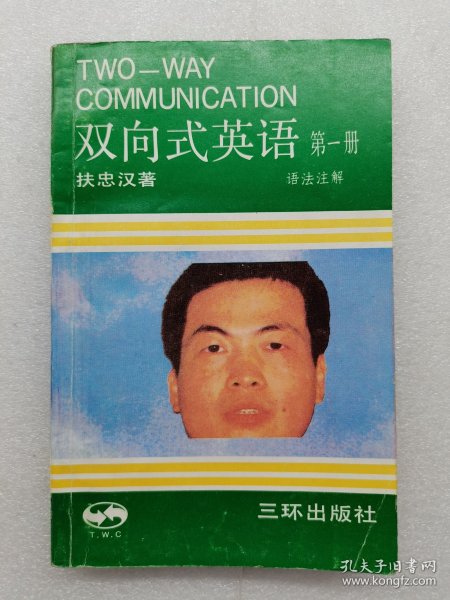 TWO－WAY
COMMUNICATION
双向式英语 第一册
扶忠汉著 语法注解
T.W.C
三环出版社
孔夫子旧书网
www.kongfz.com